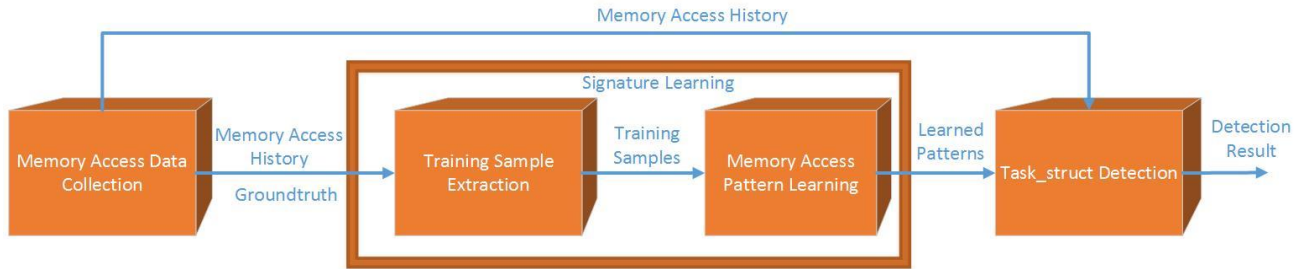 Memory Access History
Signature Learning
Memory Access Data
Collection
Memory Access
History
Groundtruth
Training Sample
Extraction
Training
Samples
Memory Access
Pattern Learning
Learned
Patterns
Task_struct Detection
Detection
Result